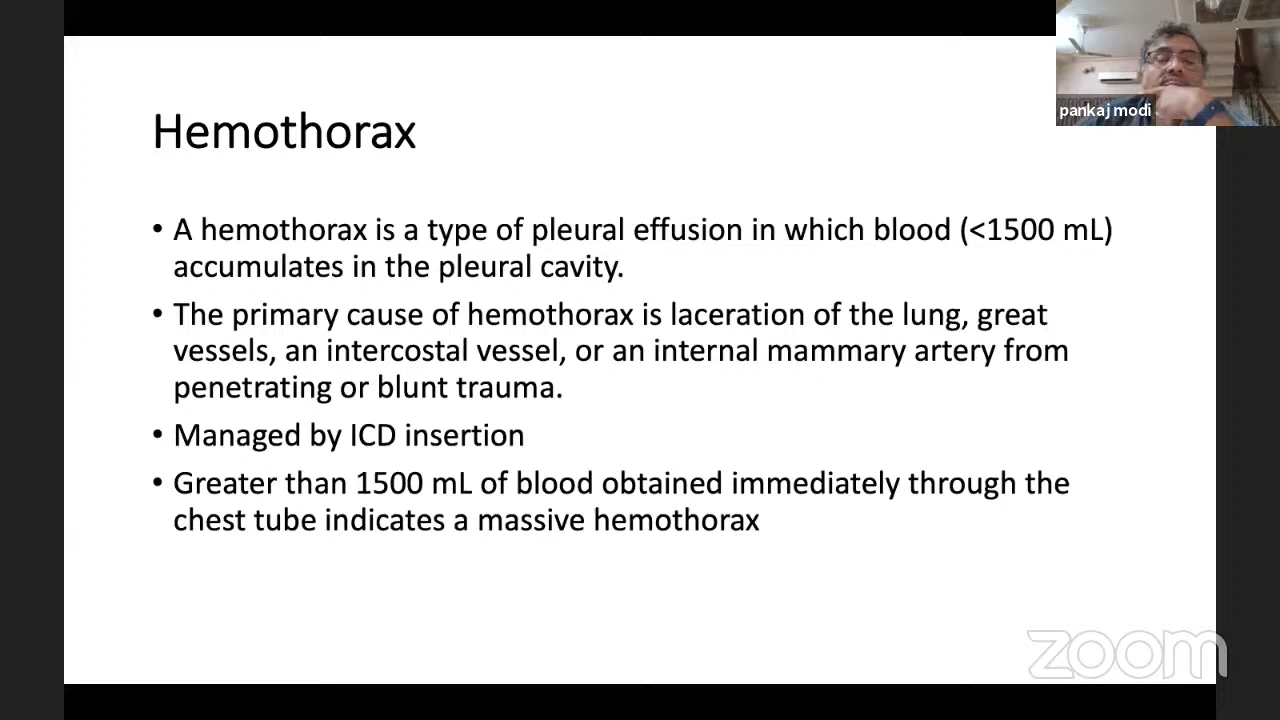 pankaj modi
Hemothorax
• A hemothorax is a type of pleural effusion in which blood (<1500 mL)
accumulates in the pleural cavity.
• The primary cause of hemothorax is laceration of the lung, great
vessels, an intercostal vessel, or an internal mammary artery from
penetrating or blunt trauma.
• Managed by ICD insertion
• Greater than 1500 mL of blood obtained immediately through the
chest tube indicates a massive hemothorax
zoom